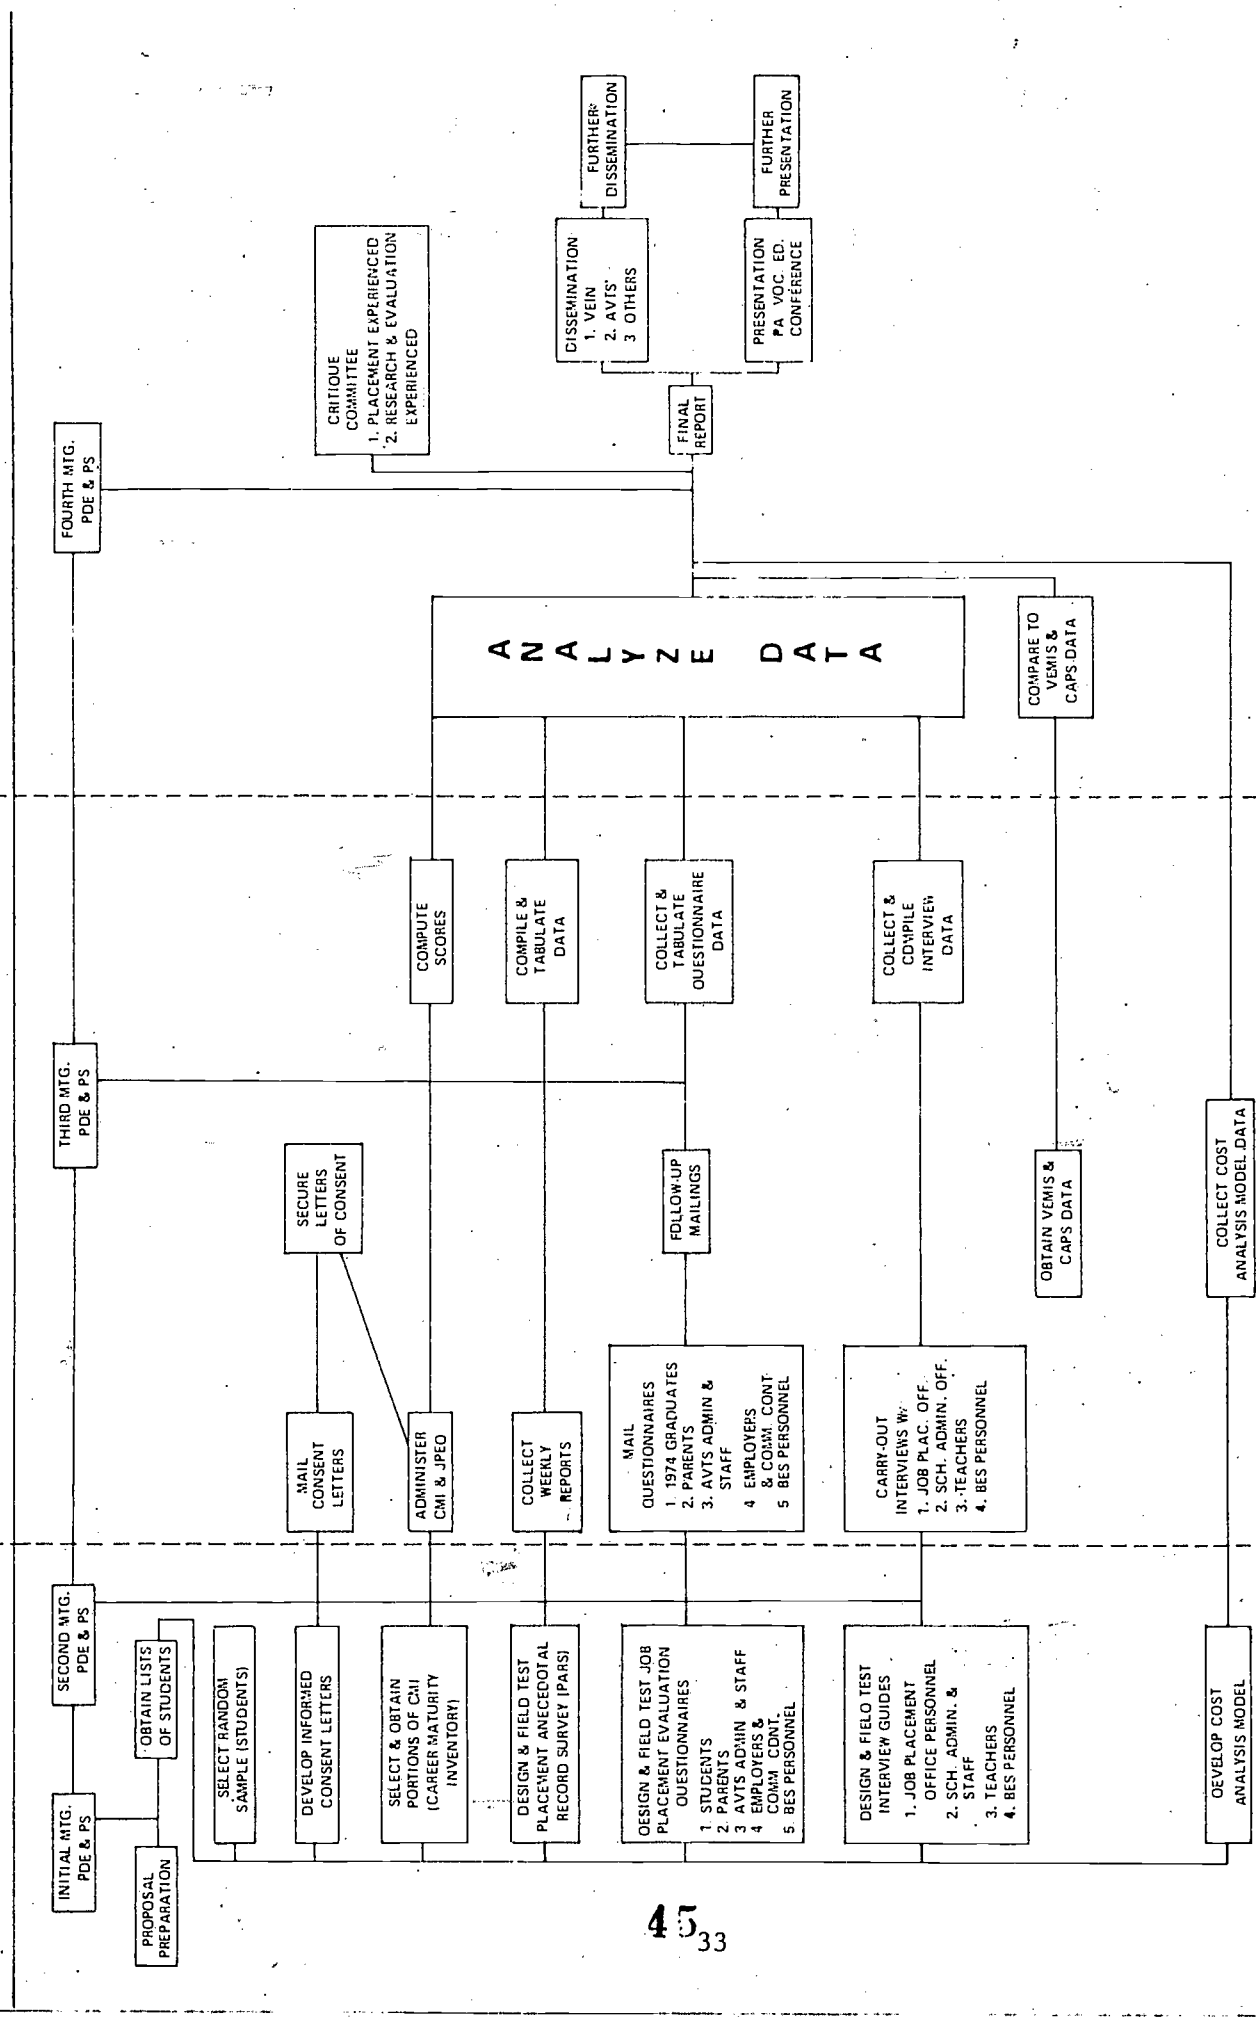 INITIAL MTG.
PDE & PS
SECOND MTG.
PDE & PS
THIRD MTG.
PDE & PS
FOURTH MTG.
PDE & PS
PROPOSAL
PREPARATION
OBTAIN LISTS
OF STUDENTS
SELECT RANDOM
SAMPLE (STUDENTS)
DEVELOP INFORMED
CONSENT LETTERS
MAIL
CONSENT
LETTERS
SECURE
LETTERS
OF CONSENT
CRITIQUE
COMMITTEE
1. PLACEMENT EXPERIENCED
2. RESEARCH & EVALUATION
EXPERIENCED
SELECT & OBTAIN
PORTIONS OF CMI
(CAREER MATURITY
INVENTORY)
ADMINISTER
CMI & JPEO
COMPUTE
SCORES
DESIGN & FIELD TEST
PLACEMENT ANECEDOTAL
RECORD SURVEY (PARS)
COLLECT
WEEKLY
REPORTS
COMPILE &
TABULATE
DATA
DESIGN & FIELD TEST JOB
PLACEMENT EVALUATION
QUESTIONNAIRES
1. STUDENTS
2. PARENTS
3 AVTS ADMIN & STAFF
4 EMPLOYERS &
COMM CONT.
5. BES PERSONNEL
MAIL
QUESTIONNAIRES
1. 1974 GRADUATES
2. PARENTS
3. AVTS ADMIN &
STAFF
4 EMPLOYERS
& COMM. CONT.
5 BES PERSONNEL
FOLLOW-UP
MAILINGS
COLLECT &
TABULATE
QUESTIONNAIRE
DATA
ANALYZE DATA
FINAL
REPORT
DISSEMINATION
1. VEIN
2. AVTS'
3 OTHERS
FURTHER
DISSEMINATION
PRESENTATION
PA VOC. ED.
CONFERENCE
FURTHER
PRESENTATION
DESIGN & FIELD TEST
INTERVIEW GUIDES
1. JOB PLACEMENT
OFFICE PERSONNEL
2. SCH. ADMIN. &
STAFF
3. TEACHERS
4. BES PERSONNEL
CARRY-OUT
INTERVIEWS W/
1. JOB PLAC. OFF.
2. SCH. ADMIN. OFF.
3. TEACHERS
4. BES PERSONNEL
COLLECT &
COMPILE
INTERVIEW
DATA
OBTAIN VEMIS &
CAPS DATA
COMPARE TO
VEMIS &
CAPS DATA
DEVELOP COST
ANALYSIS MODEL
COLLECT COST
ANALYSIS MODEL DATA
45
33